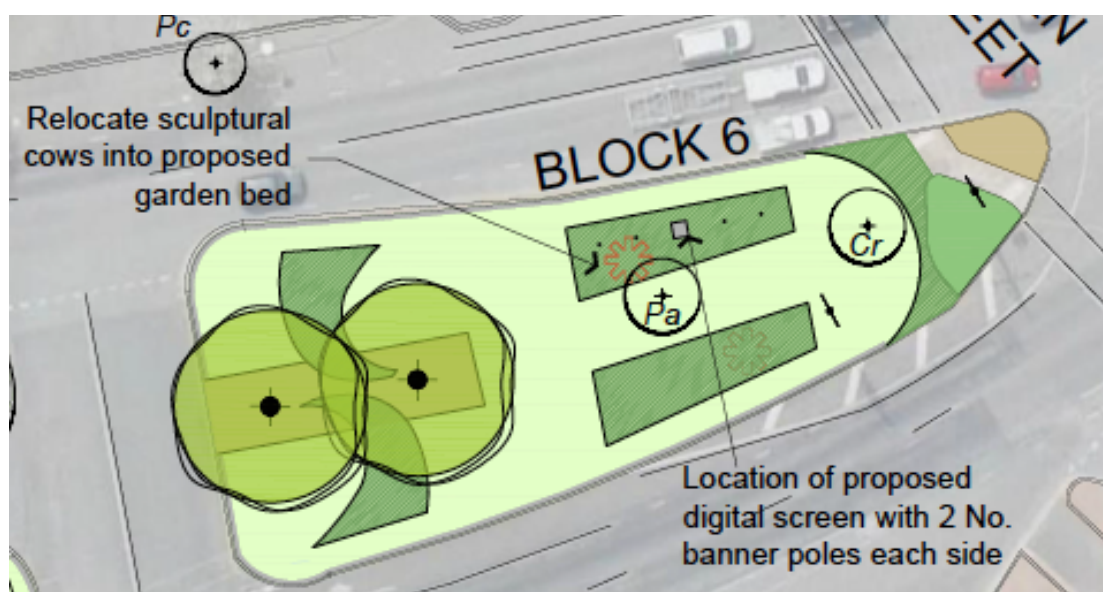 Pc
Relocate sculptural
cows into proposed
garden bed
BLOCK 6
EET
Cr
Pa
Location of proposed
digital screen with 2 No.
banner poles each side